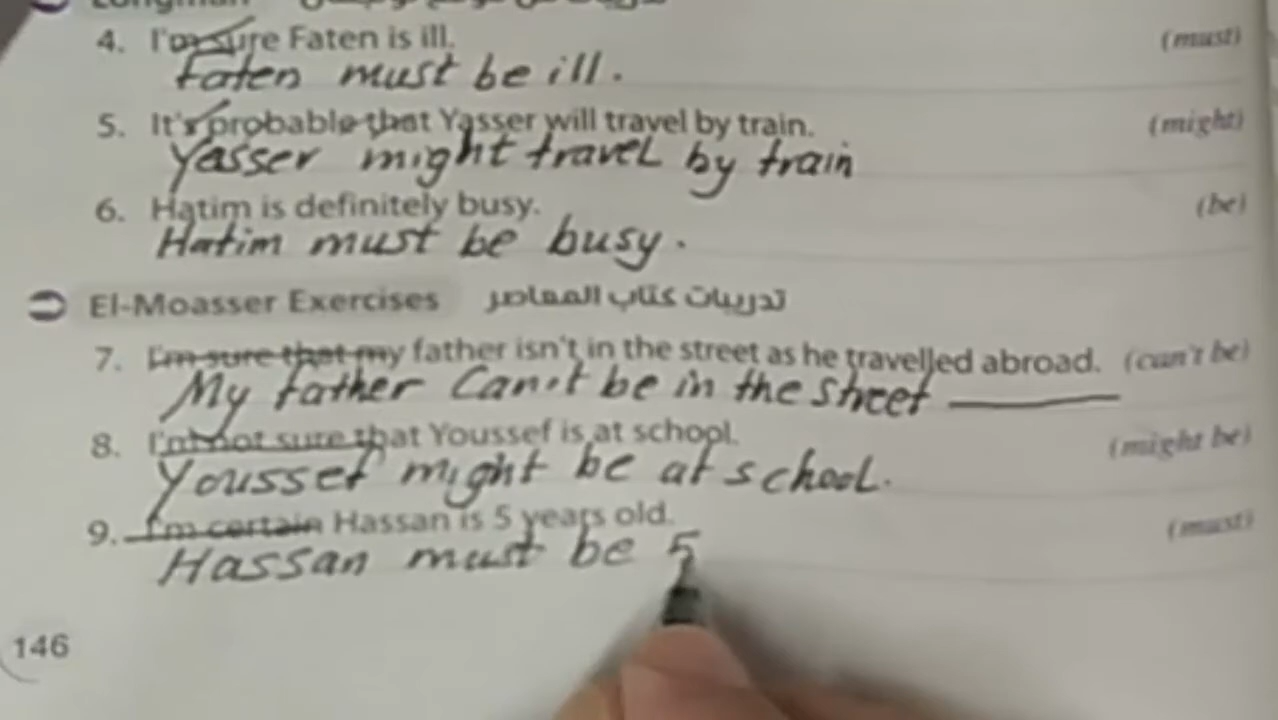 Longman
4. I'm sure Faten is ill. (must)
Faten must be ill.
5. It's probable that Yasser will travel by train. (might)
Yasser might travel by train
6. Hatim is definitely busy. (be)
Hatim must be busy.
El-Moasser Exercises تدريبات كتاب المعاصر
7. I'm sure that my father isn't in the street as he travelled abroad. (can't be)
My father Can't be in the street
8. I'm not sure that Youssef is at school. (might be)
Youssef might be at school.
9. I'm certain Hassan is 5 years old. (must)
Hassan must be 5
146